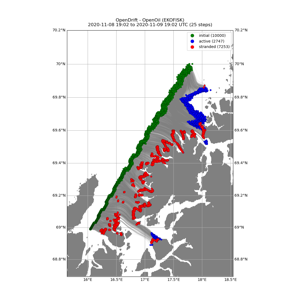 OpenDrift - OpenOil (EKOFISK)
2020-11-08 19:02 to 2020-11-09 19:02 UTC (25 steps)
70.2°N 70.2°N
initial (10000)
active (2747)
stranded (7253)
70°N 70°N
69.8°N 69.8°N
69.6°N 69.6°N
69.4°N 69.4°N
69.2°N 69.2°N
69°N 69°N
68.8°N 68.8°N
16°E 16.5°E 17°E 17.5°E 18°E 18.5°E